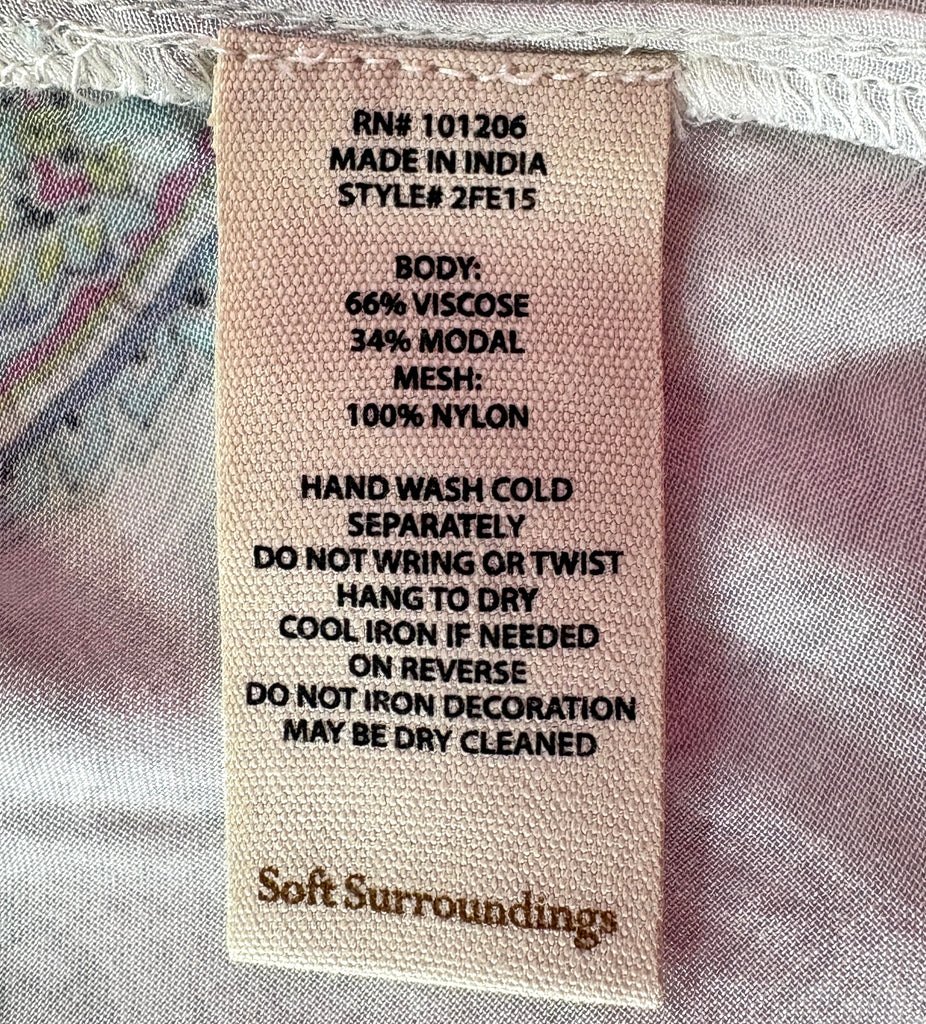 RN# 101206
MADE IN INDIA
STYLE# 2FE15
BODY:
66% VISCOSE
34% MODAL
MESH:
100% NYLON
HAND WASH COLD
SEPARATELY
DO NOT WRING OR TWIST
HANG TO DRY
COOL IRON IF NEEDED
ON REVERSE
DO NOT IRON DECORATION
MAY BE DRY CLEANED
Soft Surroundings